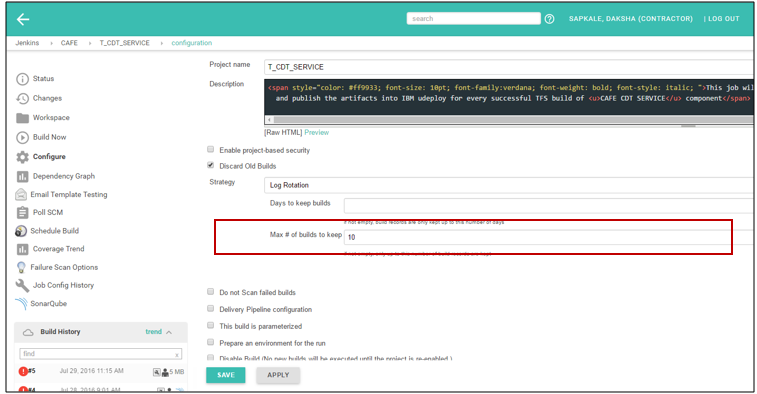 search
SAPKALE, DAKSHA (CONTRACTOR) | LOG OUT
Jenkins › CAFE › T_CDT_SERVICE › configuration
Status
Changes
Workspace
Build Now
Configure
Dependency Graph
Email Template Testing
Poll SCM
Schedule Build
Coverage Trend
Failure Scan Options
Job Config History
SonarQube
Build History trend
find x
#5 Jul 29, 2016 11:15 AM 5 MB
#4 Jul 29, 2016 9:01 AM
Project name T_CDT_SERVICE
Description
<span style="color: #ff9933; font-size: 10pt; font-family:verdana; font-weight: bold; font-style: italic; ">This job wil
and publish the artifacts into IBM udeploy for every successful TFS build of <u>CAFE CDT SERVICE</u> component</span>
[Raw HTML] Preview
Enable project-based security
Discard Old Builds
Strategy Log Rotation
Days to keep builds
if not empty, build records are only kept up to this number of days
Max # of builds to keep 10
if not empty, only up to this number of build records are kept
Do not Scan failed builds
Delivery Pipeline configuration
This build is parameterized
Prepare an environment for the run
Disable Build (No new builds will be executed until the project is re-enabled.)
SAVE APPLY